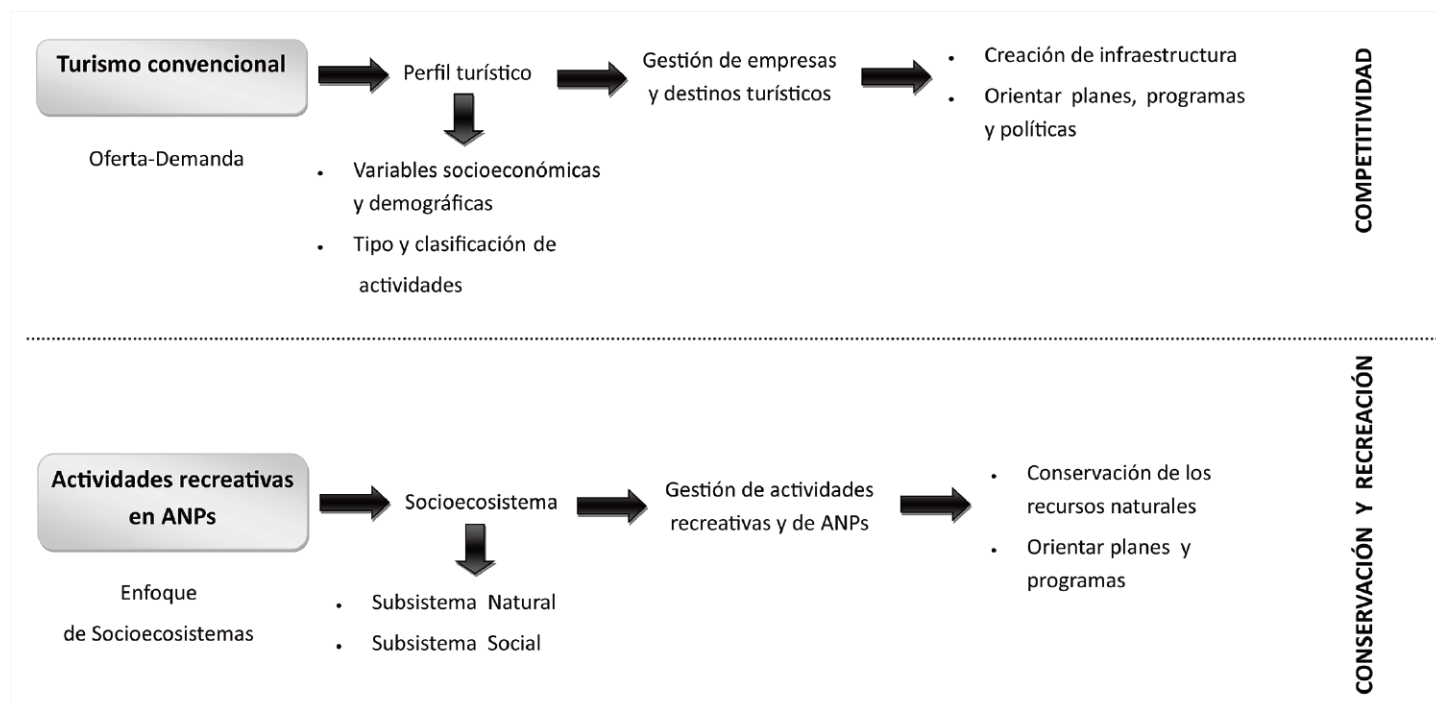 Turismo convencional
Oferta-Demanda
Perfil turístico
• Variables socioeconómicas
y demográficas
• Tipo y clasificación de
actividades
Gestión de empresas
y destinos turísticos
• Creación de infraestructura
• Orientar planes, programas
y políticas
COMPETITIVIDAD
Actividades recreativas
en ANPs
Enfoque
de Socioecosistemas
Socioecosistema
• Subsistema Natural
• Subsistema Social
Gestión de actividades
recreativas y de ANPs
• Conservación de los
recursos naturales
• Orientar planes y
programas
CONSERVACIÓN Y RECREACIÓN